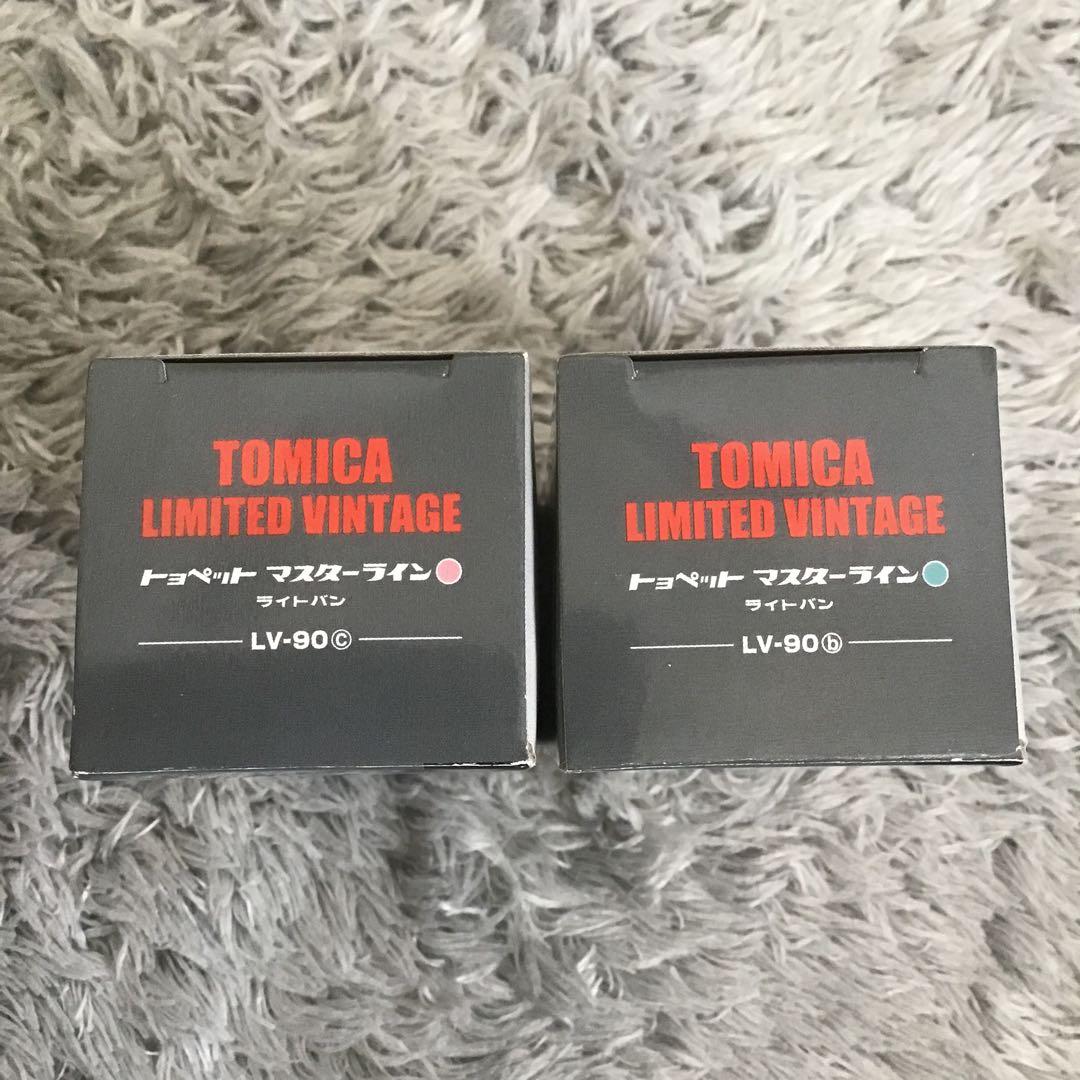 TOMICA
LIMITED VINTAGE
トヨペット マスターライン
ライトバン
LV-90ⓒ
TOMICA
LIMITED VINTAGE
トヨペット マスターライン
ライトバン
LV-90ⓑ